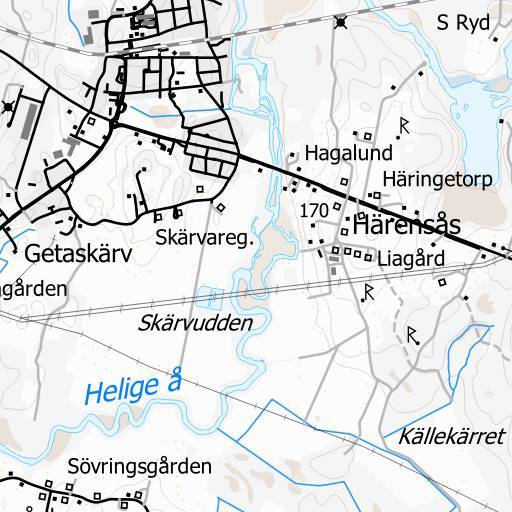 S Ryd
Hagalund
Häringetorp
170
Härensås
Skärvareg.
Getaskärv
Liagård
gården
Skärvudden
Helige å
Källekärret
Sövringsgården